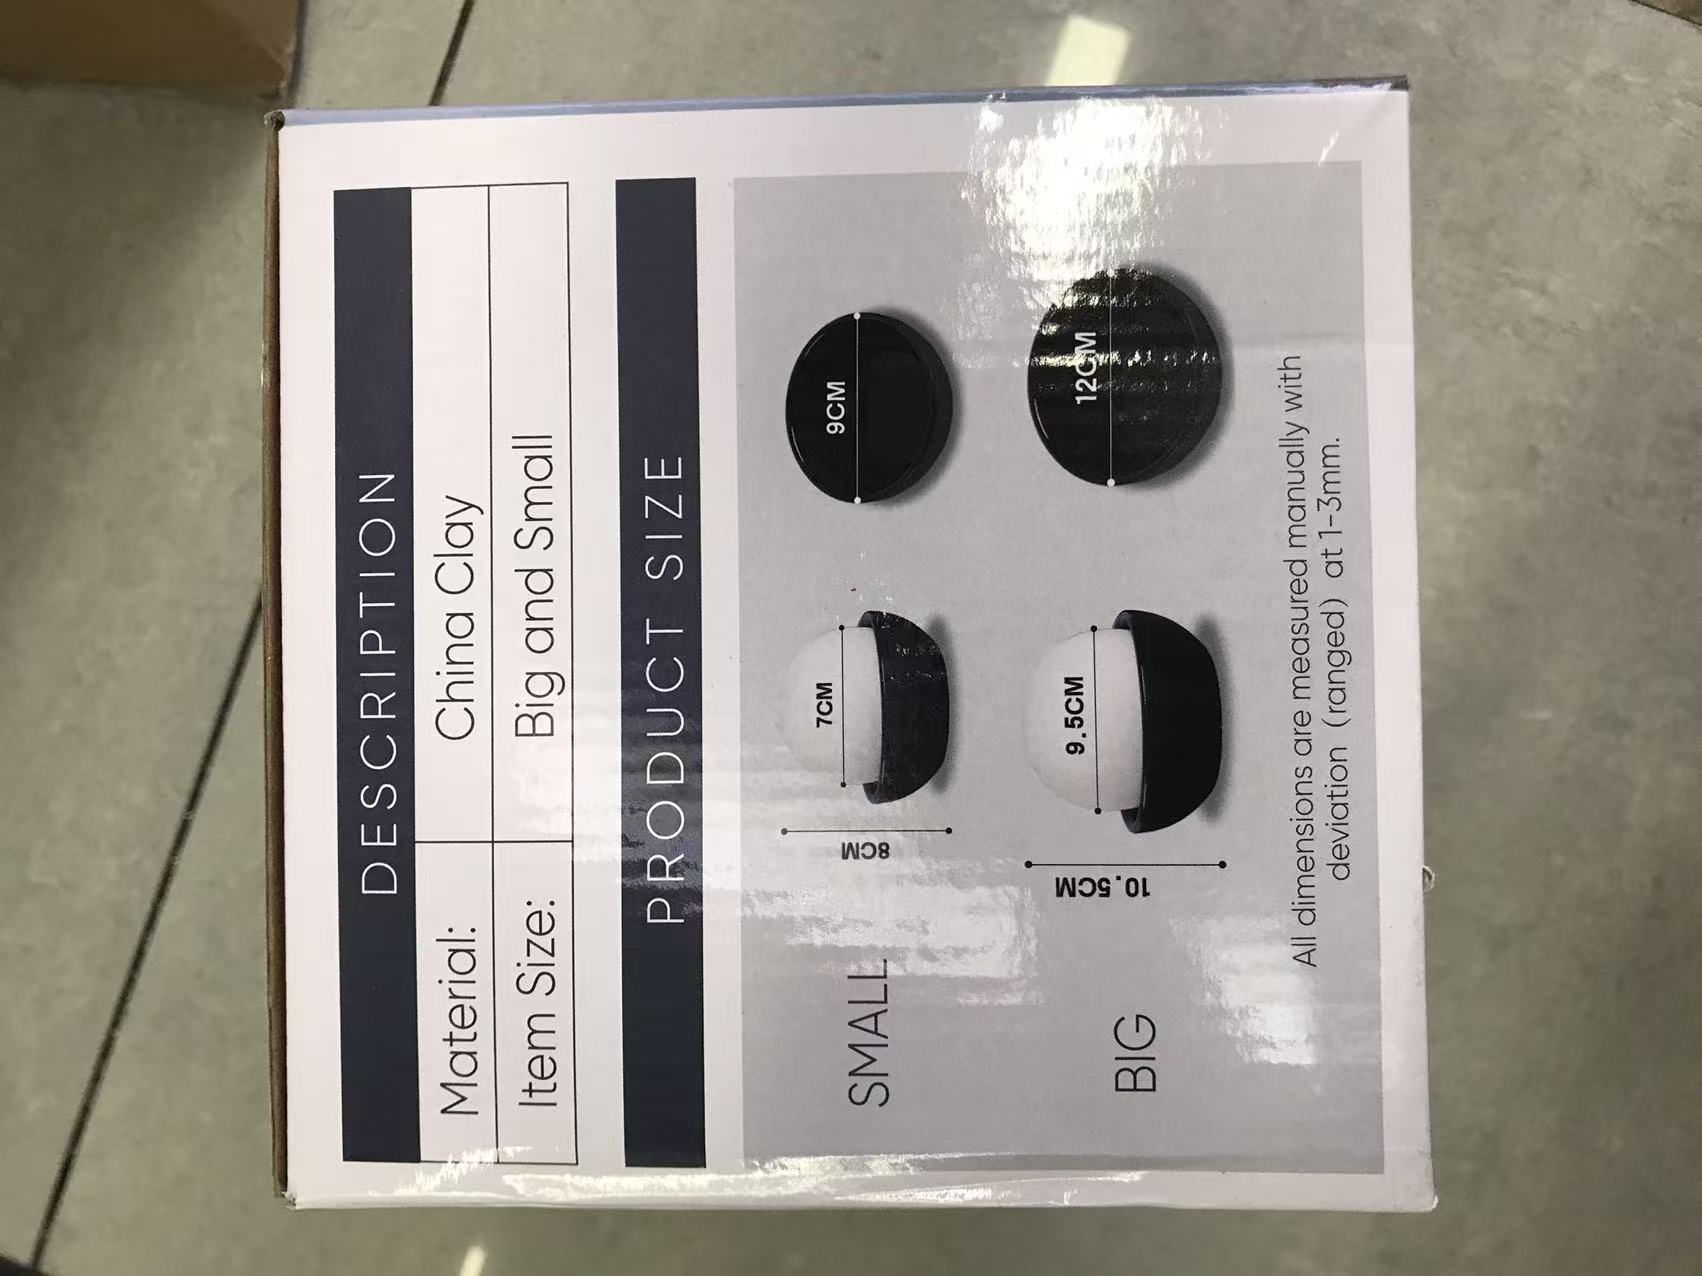 DESCRIPTION
Material: China Clay
Item Size: Big and Small
PRODUCT SIZE
SMALL
8CM
7CM
9CM
BIG
10.5CM
9.5CM
12CM
All dimensions are measured manually with
deviation (ranged) at 1-3mm.